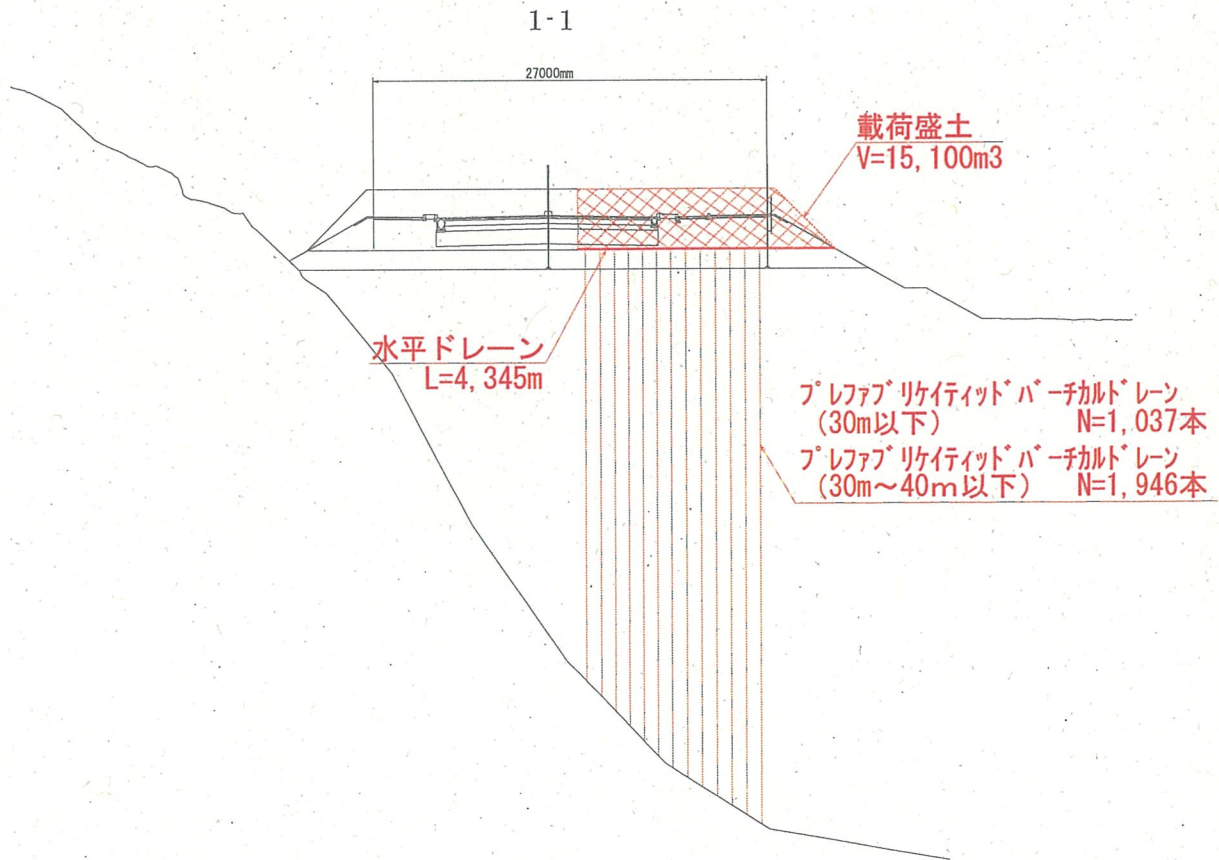 1-1
27000mm
載荷盛土
V=15,100m3
水平ドレーン
L=4,345m
ﾌﾟﾚﾌｧﾌﾞﾘｹｲﾃｨｯﾄﾞﾊﾞｰﾁｶﾙﾄﾞﾚｰﾝ
(30m以下) N=1,037本
ﾌﾟﾚﾌｧﾌﾞﾘｹｲﾃｨｯﾄﾞﾊﾞｰﾁｶﾙﾄﾞﾚｰﾝ
(30m～40ｍ以下) N=1,946本